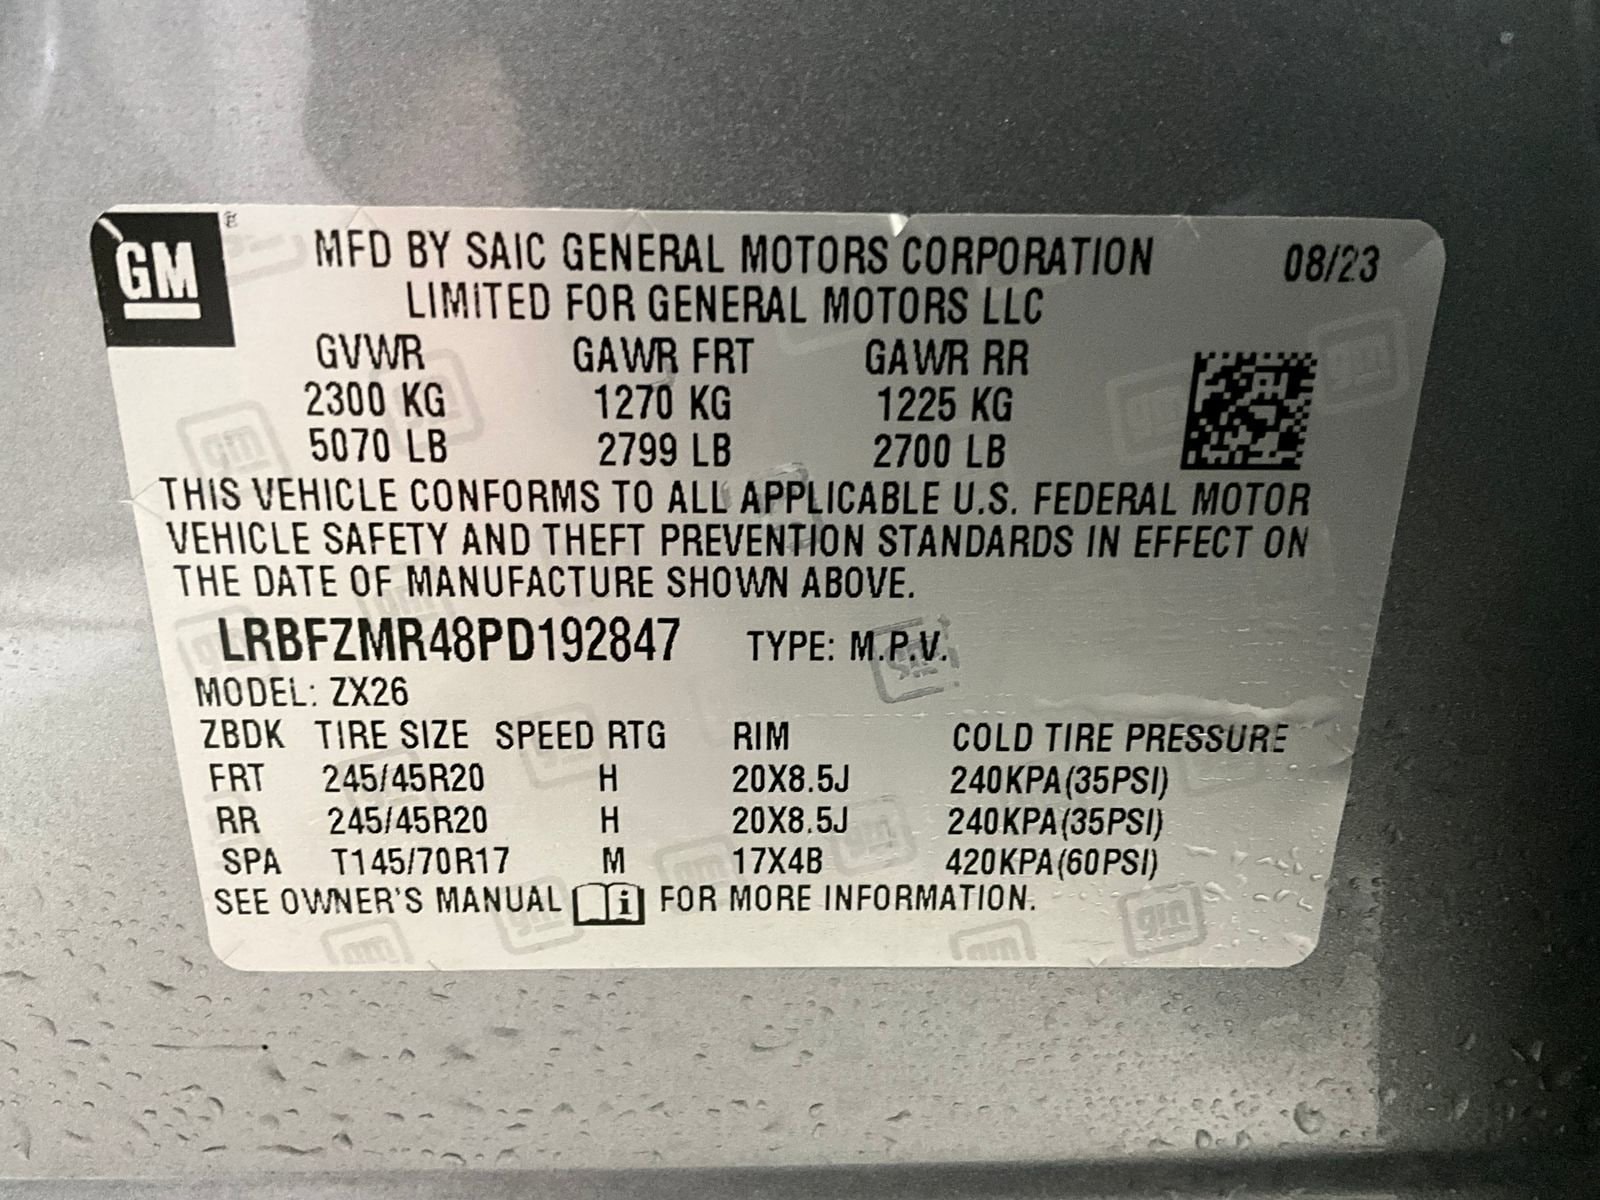 GM
MFD BY SAIC GENERAL MOTORS CORPORATION 08/23
LIMITED FOR GENERAL MOTORS LLC
GVWR GAWR FRT GAWR RR
2300 KG 1270 KG 1225 KG
5070 LB 2799 LB 2700 LB
THIS VEHICLE CONFORMS TO ALL APPLICABLE U.S. FEDERAL MOTOR
VEHICLE SAFETY AND THEFT PREVENTION STANDARDS IN EFFECT ON
THE DATE OF MANUFACTURE SHOWN ABOVE.
LRBFZMR48PD192847 TYPE: M.P.V.
MODEL: ZX26
ZBDK TIRE SIZE SPEED RTG RIM COLD TIRE PRESSURE
FRT 245/45R20 H 20X8.5J 240KPA(35PSI)
RR 245/45R20 H 20X8.5J 240KPA(35PSI)
SPA T145/70R17 M 17X4B 420KPA(60PSI)
SEE OWNER'S MANUAL i FOR MORE INFORMATION.